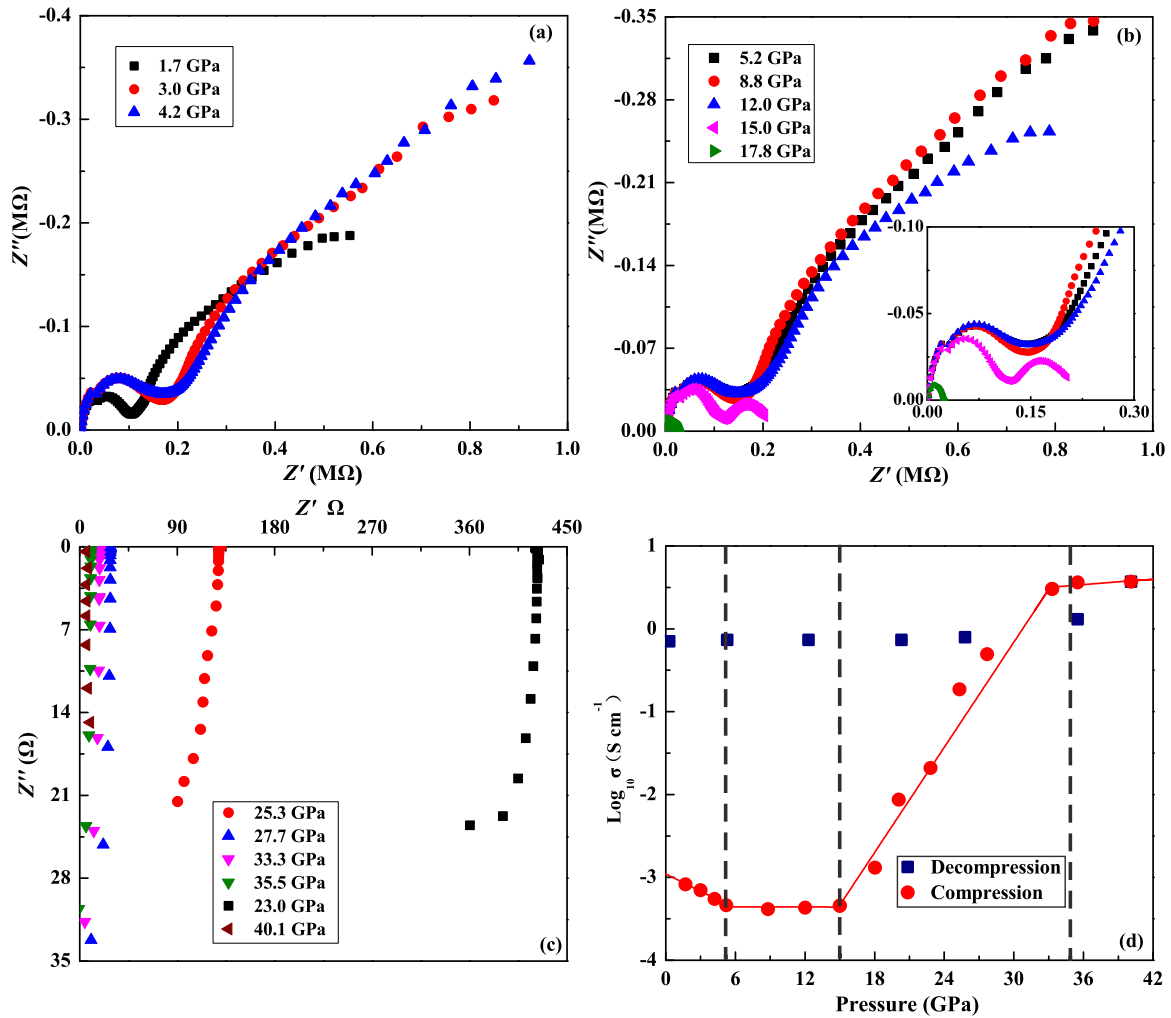 (a)
1.7 GPa
3.0 GPa
4.2 GPa
-0.4
-0.3
-0.2
-0.1
0.0
Z''(MΩ)
0.0 0.2 0.4 0.6 0.8 1.0
Z' (MΩ)
(b)
5.2 GPa
8.8 GPa
12.0 GPa
15.0 GPa
17.8 GPa
-0.35
-0.28
-0.21
-0.14
-0.07
0.00
Z''(MΩ)
-0.10
-0.05
0.00
0.00 0.15 0.30
0.0 0.2 0.4 0.6 0.8 1.0
Z' (MΩ)
Z' Ω
0 90 180 270 360 450
0
7
14
21
28
35
Z'' (Ω)
25.3 GPa
27.7 GPa
33.3 GPa
35.5 GPa
23.0 GPa
40.1 GPa
(c)
1
0
-1
-2
-3
-4
Log10 σ (S cm-1)
Decompression
Compression
(d)
0 6 12 18 24 30 36 42
Pressure (GPa)